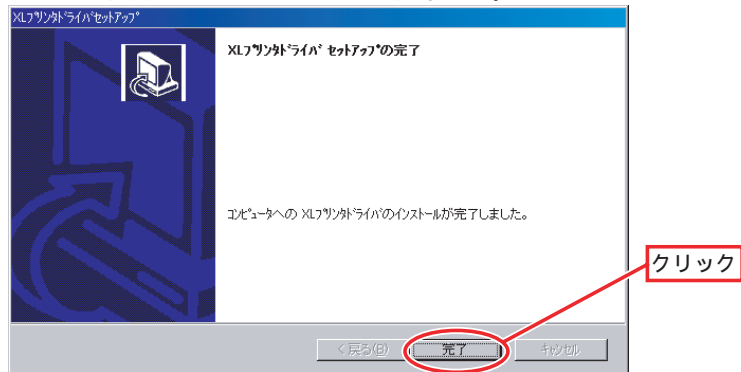 XLﾌﾟﾘﾝﾀﾄﾞﾗｲﾊﾞｾｯﾄｱｯﾌﾟ
XLﾌﾟﾘﾝﾀﾄﾞﾗｲﾊﾞ ｾｯﾄｱｯﾌﾟの完了
ｺﾝﾋﾟｭｰﾀへの XLﾌﾟﾘﾝﾀﾄﾞﾗｲﾊﾞのｲﾝｽﾄｰﾙが完了しました。
クリック
< 戻る(B) 完了 ｷｬﾝｾﾙ